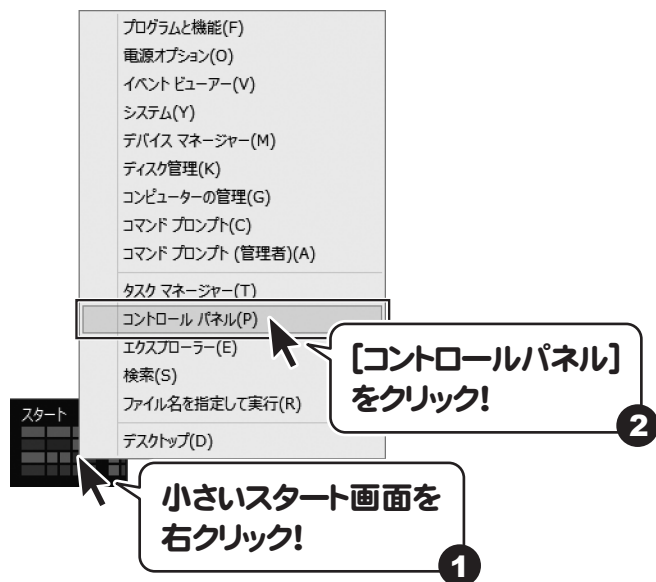 プログラムと機能(F)
電源オプション(O)
イベント ビューアー(V)
システム(Y)
デバイス マネージャー(M)
ディスク管理(K)
コンピューターの管理(G)
コマンド プロンプト(C)
コマンド プロンプト (管理者)(A)
タスク マネージャー(T)
コントロール パネル(P)
エクスプローラー(E)
検索(S)
ファイル名を指定して実行(R)
デスクトップ(D)
[コントロールパネル]
をクリック!
2
スタート
小さいスタート画面を
右クリック!
1